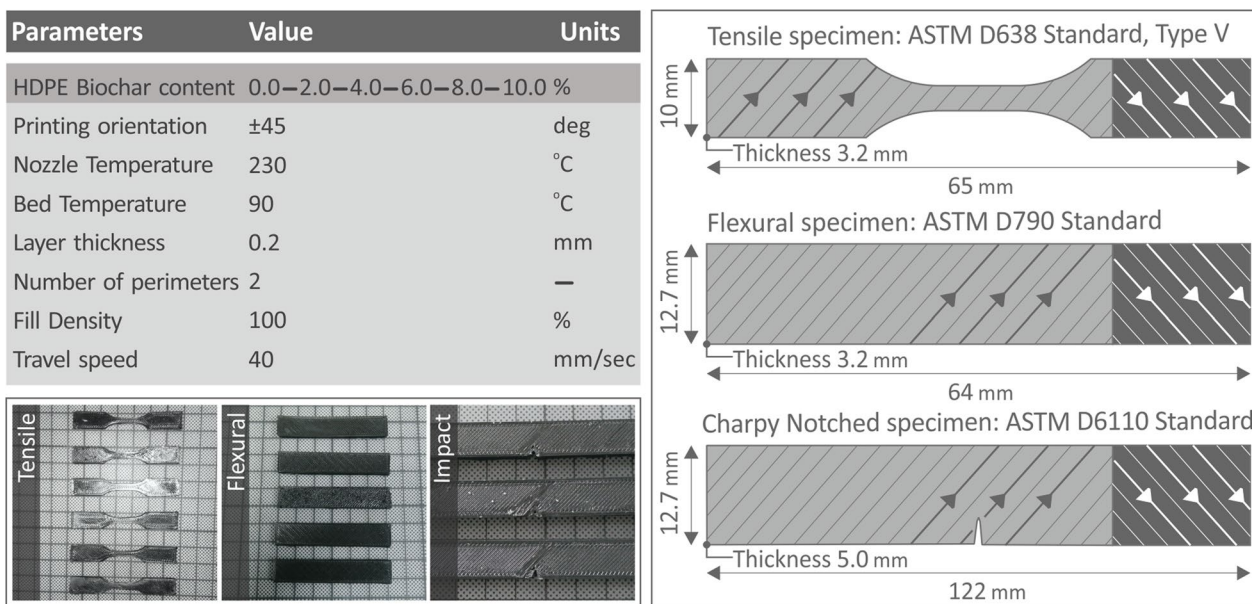 Parameters Value Units
HDPE Biochar content 0.0–2.0–4.0–6.0–8.0–10.0 %
Printing orientation ±45 deg
Nozzle Temperature 230 °C
Bed Temperature 90 °C
Layer thickness 0.2 mm
Number of perimeters 2 –
Fill Density 100 %
Travel speed 40 mm/sec
Tensile
Flexural
Impact
Tensile specimen: ASTM D638 Standard, Type V
10 mm
Thickness 3.2 mm
65 mm
Flexural specimen: ASTM D790 Standard
12.7 mm
Thickness 3.2 mm
64 mm
Charpy Notched specimen: ASTM D6110 Standard
12.7 mm
Thickness 5.0 mm
122 mm